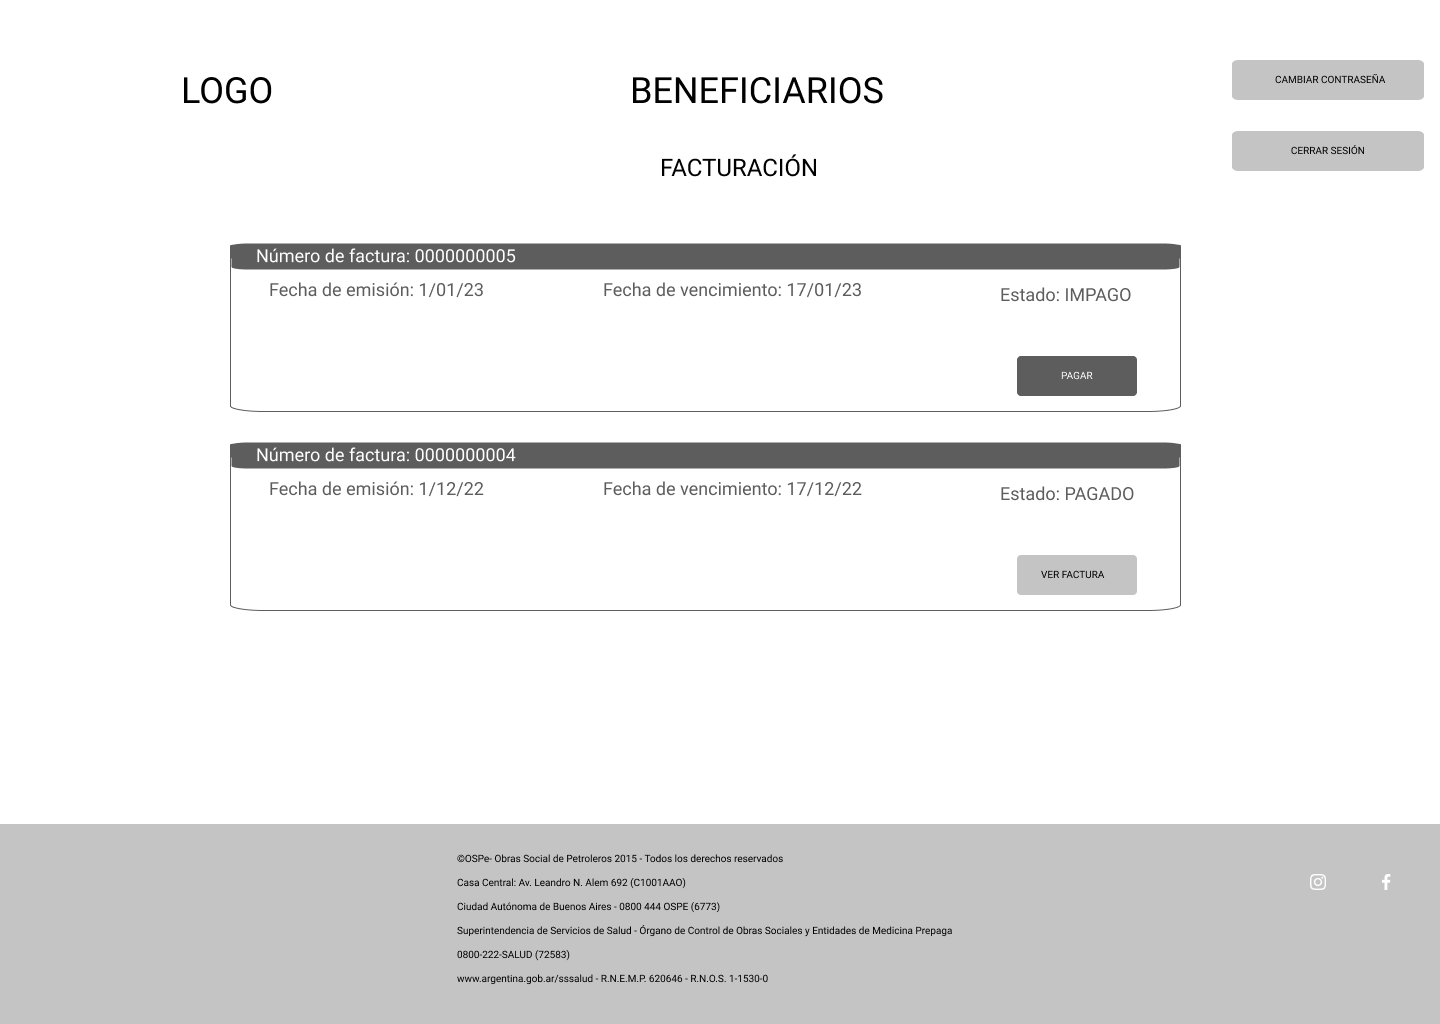 LOGO
BENEFICIARIOS
CAMBIAR CONTRASEÑA
CERRAR SESIÓN
FACTURACIÓN
Número de factura: 0000000005
Fecha de emisión: 1/01/23
Fecha de vencimiento: 17/01/23
Estado: IMPAGO
PAGAR
Número de factura: 0000000004
Fecha de emisión: 1/12/22
Fecha de vencimiento: 17/12/22
Estado: PAGADO
VER FACTURA
©OSPe- Obras Social de Petroleros 2015 - Todos los derechos reservados
Casa Central: Av. Leandro N. Alem 692 (C1001AAO)
Ciudad Autónoma de Buenos Aires - 0800 444 OSPE (6773)
Superintendencia de Servicios de Salud - Órgano de Control de Obras Sociales y Entidades de Medicina Prepaga
0800-222-SALUD (72583)
www.argentina.gob.ar/sssalud - R.N.E.M.P. 620646 - R.N.O.S. 1-1530-0